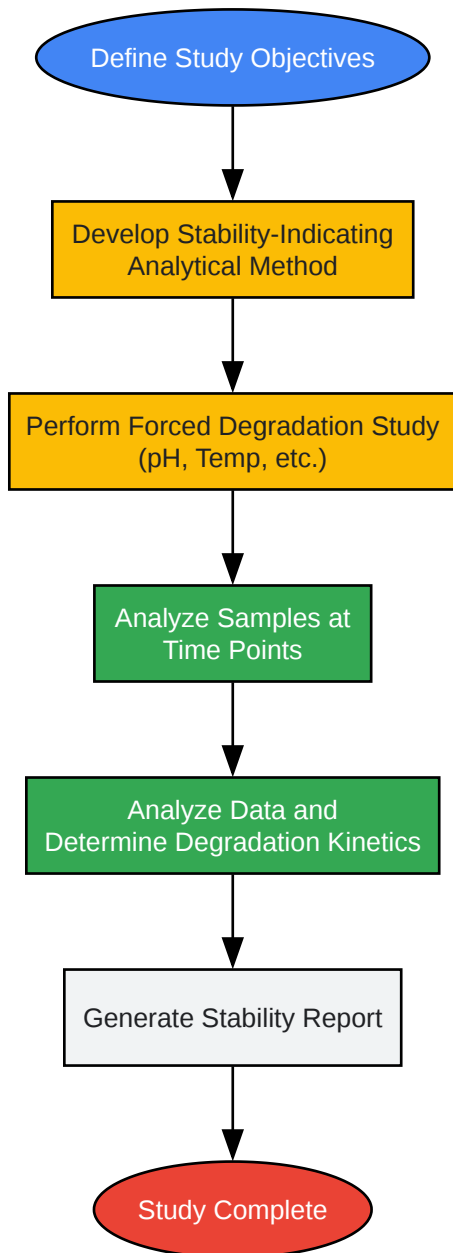 Define Study Objectives
Develop Stability-Indicating
Analytical Method
Perform Forced Degradation Study
(pH, Temp, etc.)
Analyze Samples at
Time Points
Analyze Data and
Determine Degradation Kinetics
Generate Stability Report
Study Complete